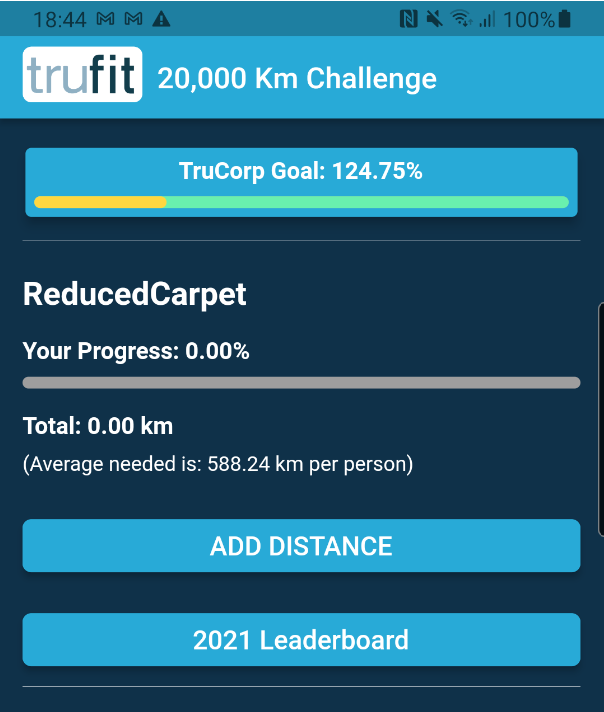 18:44 100%
trufit 20,000 Km Challenge
TruCorp Goal: 124.75%
ReducedCarpet
Your Progress: 0.00%
Total: 0.00 km
(Average needed is: 588.24 km per person)
ADD DISTANCE
2021 Leaderboard